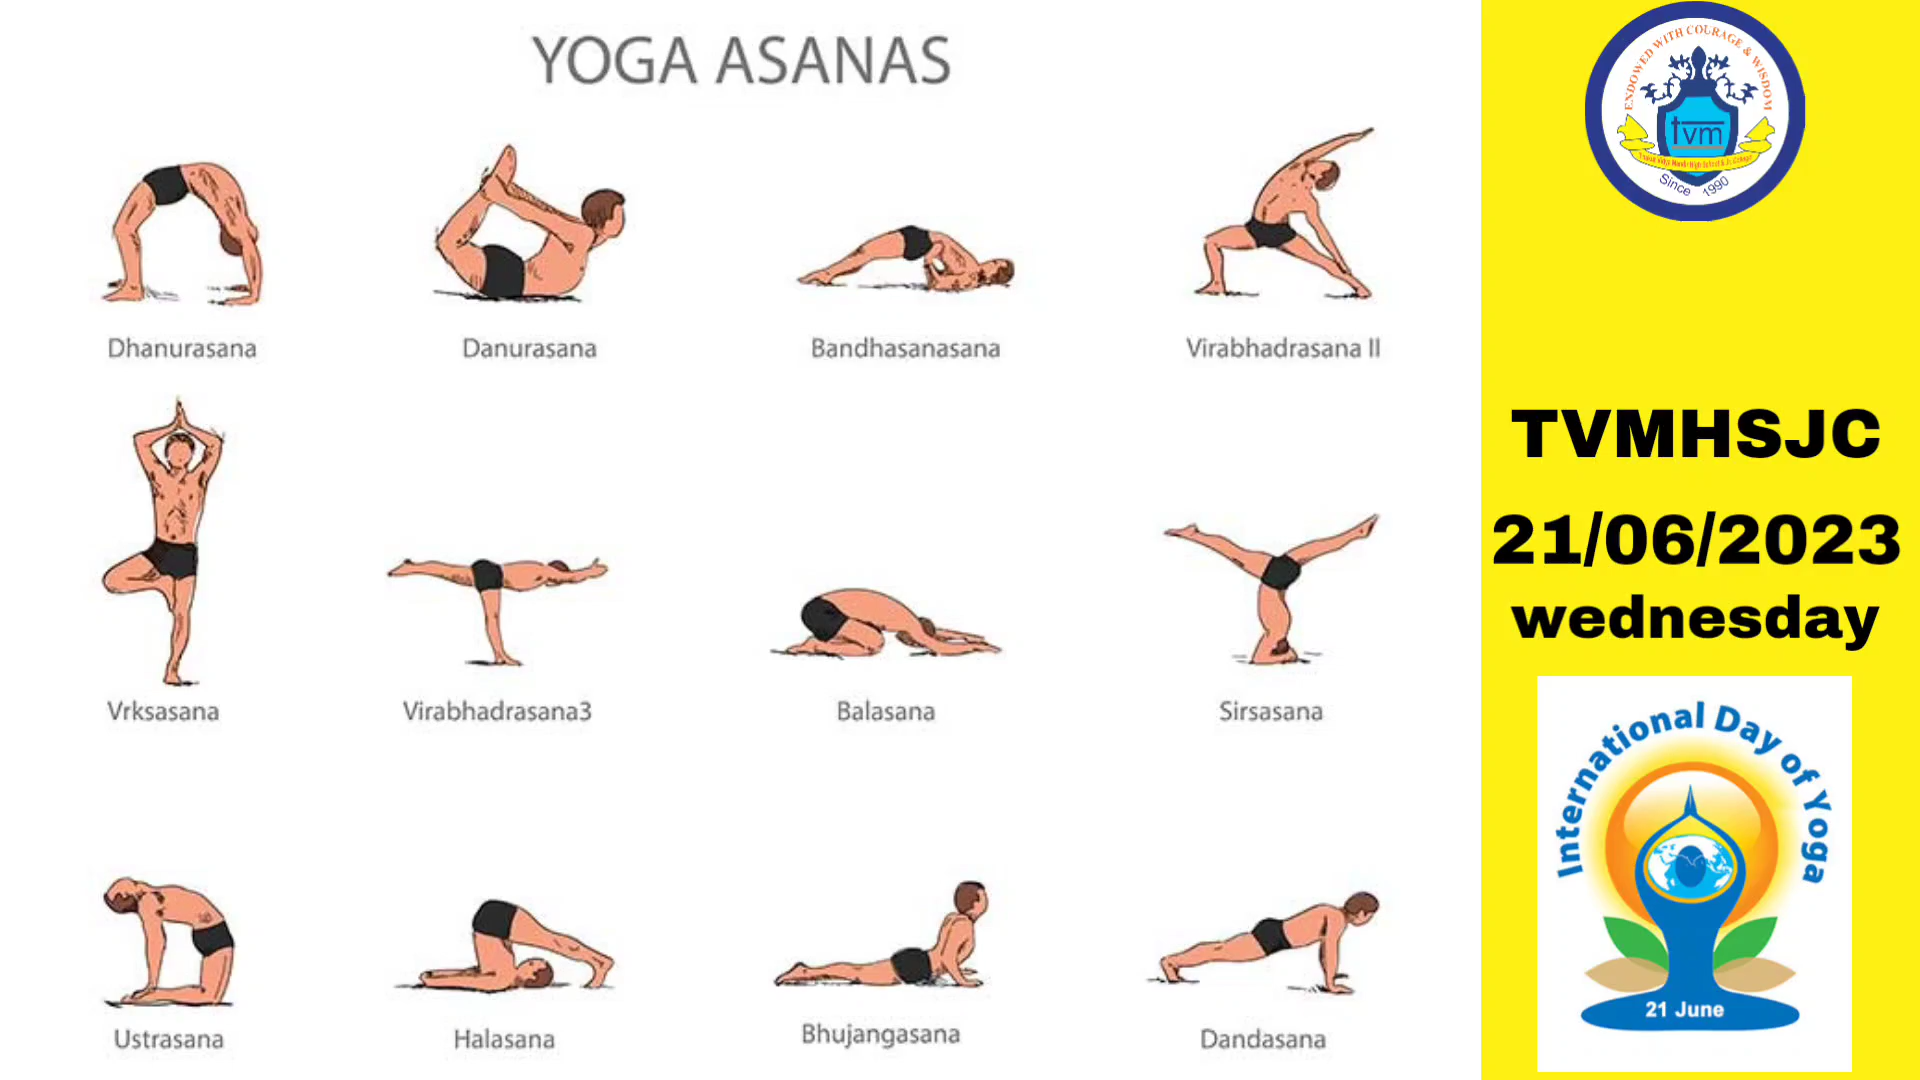 YOGA ASANAS
Dhanurasana
Danurasana
Bandhasanasana
Virabhadrasana II
Vrksasana
Virabhadrasana3
Balasana
Sirsasana
Ustrasana
Halasana
Bhujangasana
Dandasana
ENDOWED WITH COURAGE & WISDOM
tvm
Since 1990
TVMHSJC
21/06/2023
wednesday
International Day of Yoga
21 June